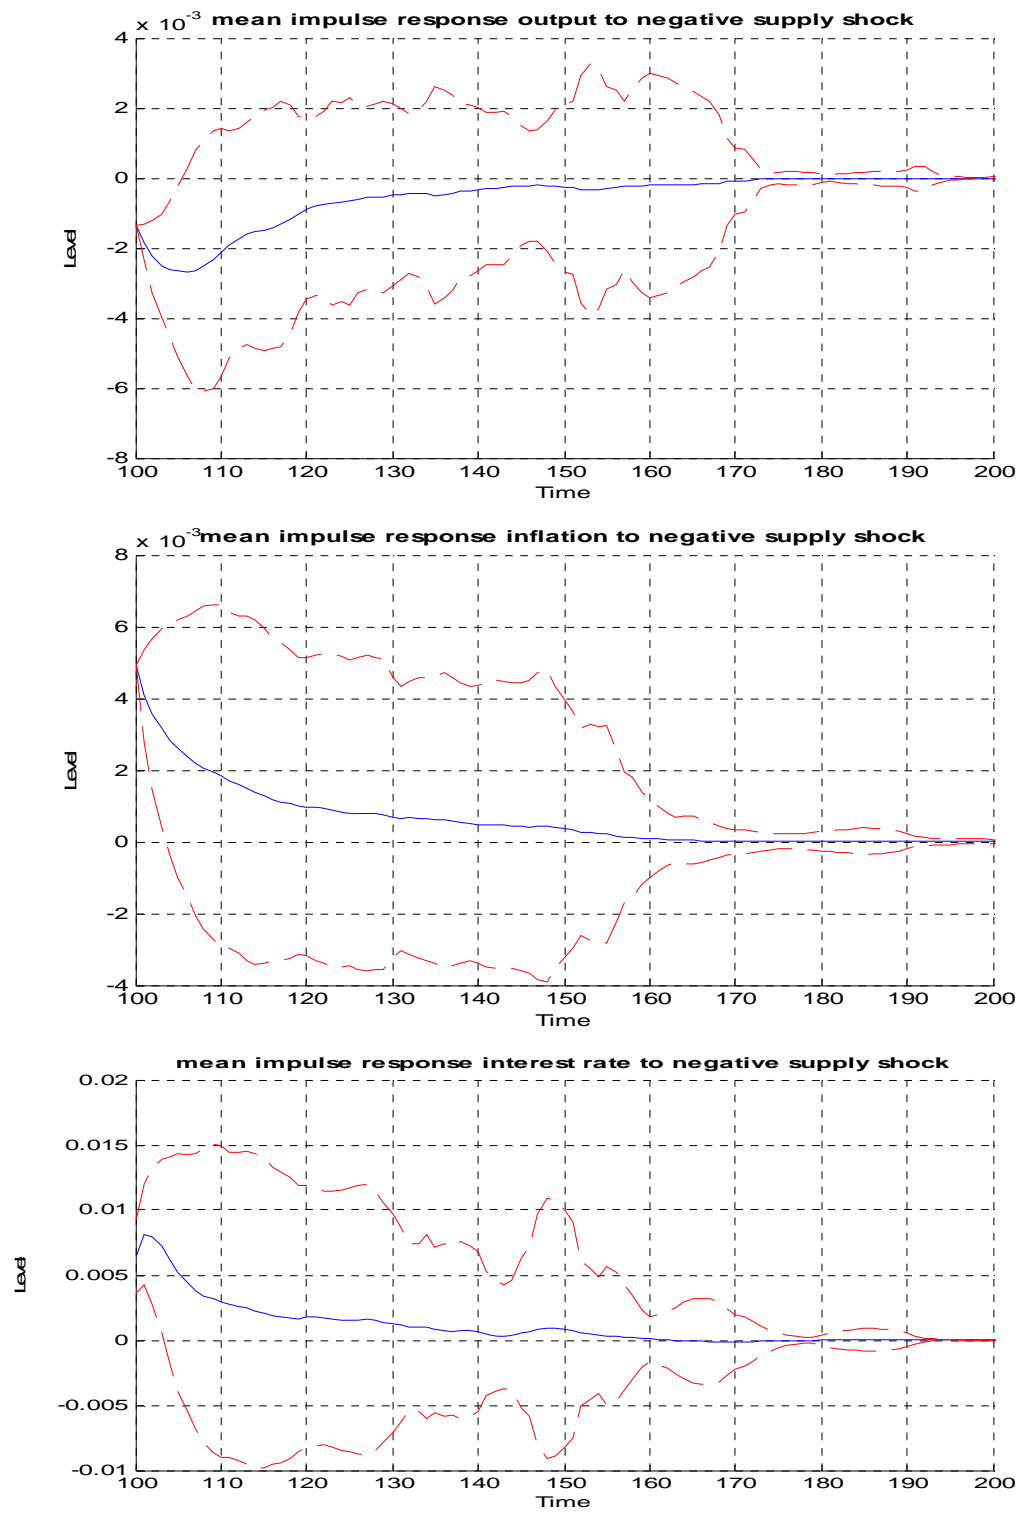 x 10-3 mean impulse response output to negative supply shock
4
2
0
-2
-4
-6
-8
Level
100 110 120 130 140 150 160 170 180 190 200
Time
x 10-3 mean impulse response inflation to negative supply shock
8
6
4
2
0
-2
-4
Level
100 110 120 130 140 150 160 170 180 190 200
Time
mean impulse response interest rate to negative supply shock
0.02
0.015
0.01
0.005
0
-0.005
-0.01
Level
100 110 120 130 140 150 160 170 180 190 200
Time